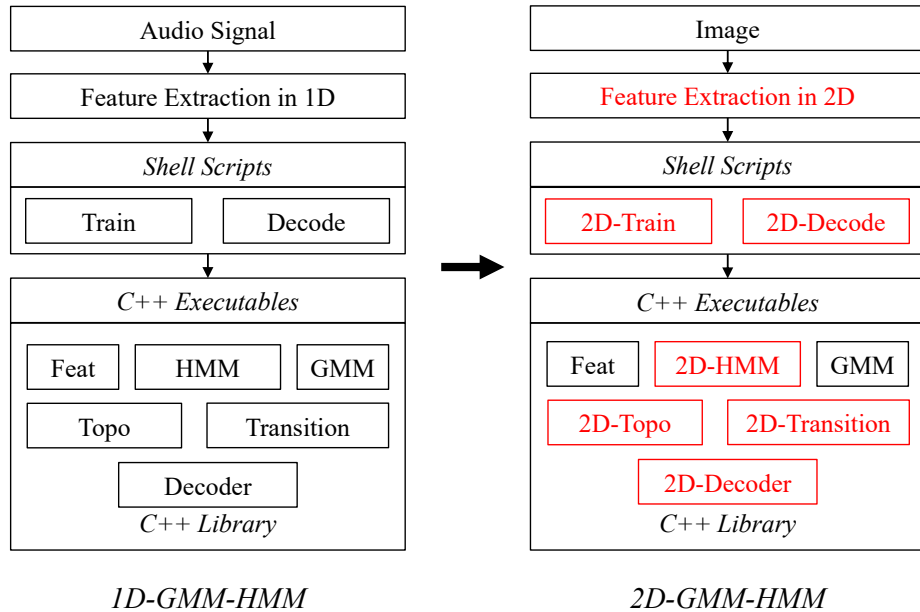 Audio Signal
Feature Extraction in 1D
Shell Scripts
Train Decode
C++ Executables
Feat HMM GMM
Topo Transition
Decoder
C++ Library
1D-GMM-HMM
Image
Feature Extraction in 2D
Shell Scripts
2D-Train 2D-Decode
C++ Executables
Feat 2D-HMM GMM
2D-Topo 2D-Transition
2D-Decoder
C++ Library
2D-GMM-HMM